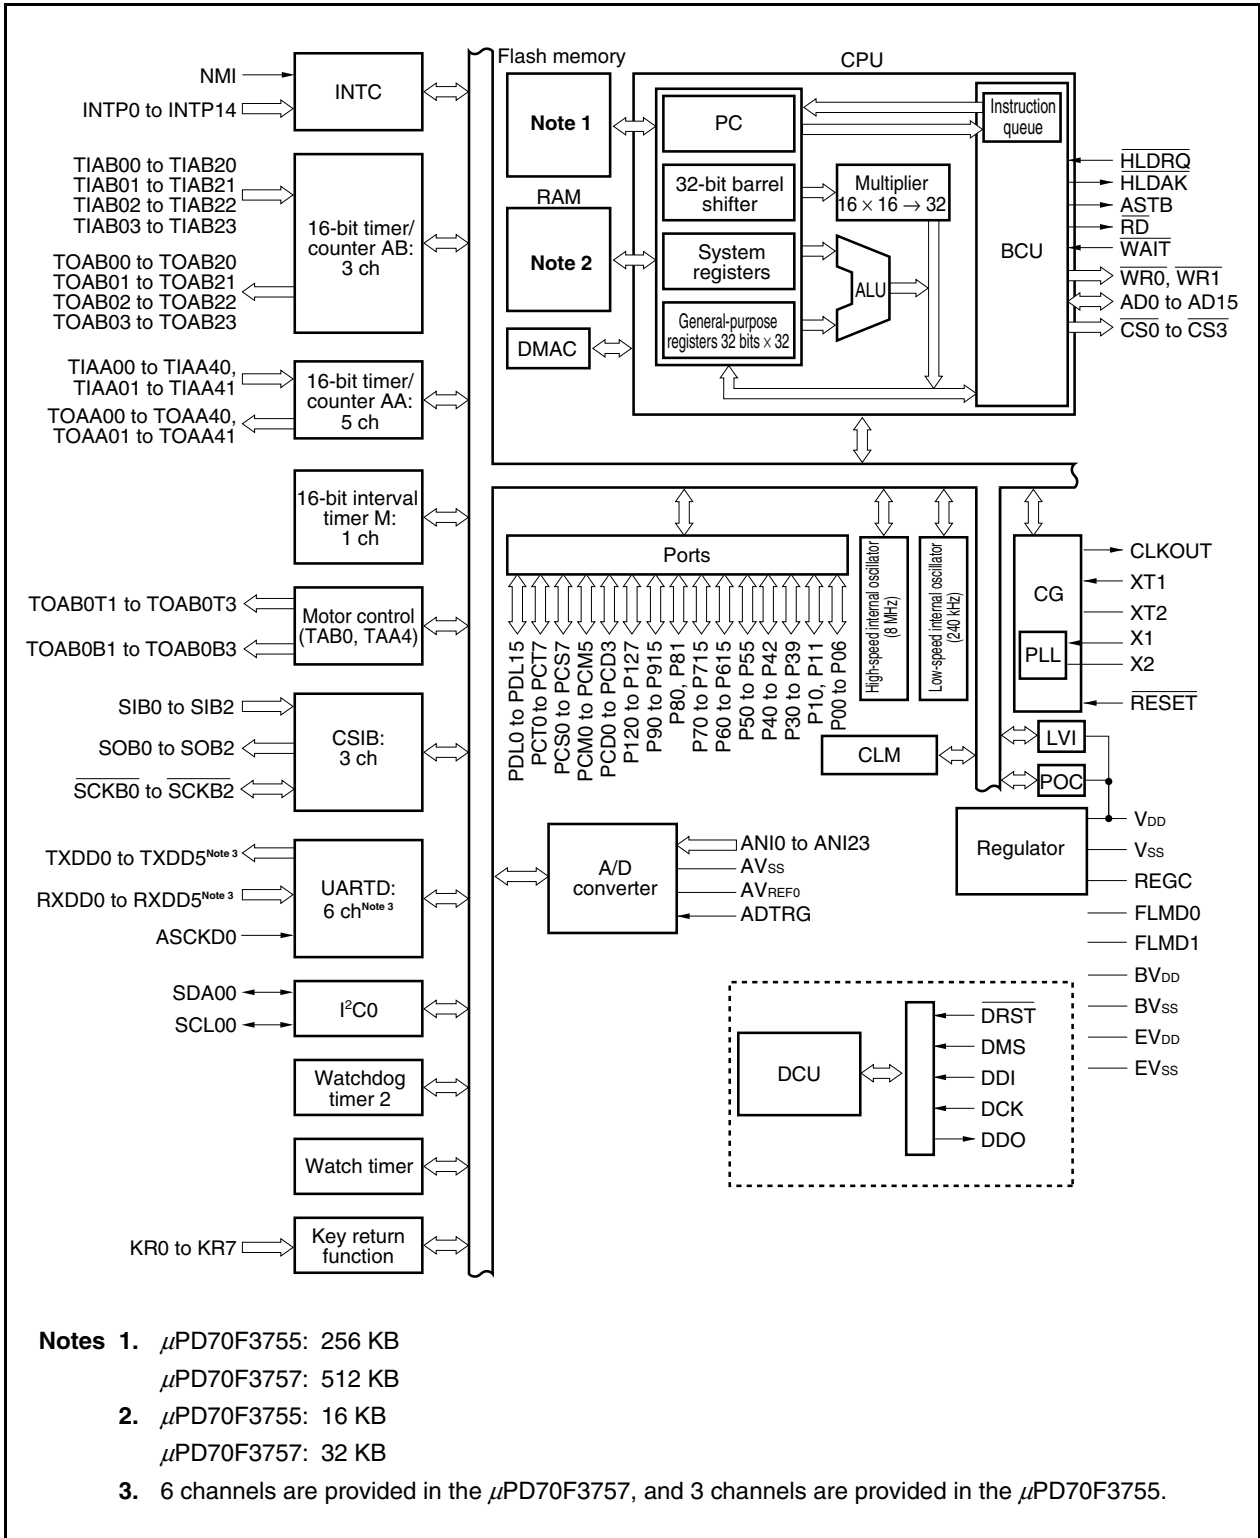 NMI
INTP0 to INTP14
INTC
TIAB00 to TIAB20
TIAB01 to TIAB21
TIAB02 to TIAB22
TIAB03 to TIAB23
TOAB00 to TOAB20
TOAB01 to TOAB21
TOAB02 to TOAB22
TOAB03 to TOAB23
16-bit timer/
counter AB:
3 ch
TIAA00 to TIAA40,
TIAA01 to TIAA41
TOAA00 to TOAA40,
TOAA01 to TOAA41
16-bit timer/
counter AA:
5 ch
16-bit interval
timer M:
1 ch
TOAB0T1 to TOAB0T3
TOAB0B1 to TOAB0B3
Motor control
(TAB0, TAA4)
SIB0 to SIB2
SOB0 to SOB2
SCKB0 to SCKB2
CSIB:
3 ch
TXDD0 to TXDD5Note 3
RXDD0 to RXDD5Note 3
ASCKD0
UARTD:
6 chNote 3
SDA00
SCL00
I²C0
Watchdog
timer 2
Watch timer
KR0 to KR7
Key return
function
Flash memory
Note 1
RAM
Note 2
DMAC
CPU
PC
32-bit barrel
shifter
System
registers
General-purpose
registers 32 bits × 32
Multiplier
16 × 16 → 32
ALU
Instruction
queue
BCU
HLDRQ
HLDAK
ASTB
RD
WAIT
WR0, WR1
AD0 to AD15
CS0 to CS3
Ports
PDL0 to PDL15
PCT0 to PCT7
PCS0 to PCS7
PCM0 to PCM5
PCD0 to PCD3
P120 to P127
P90 to P915
P80, P81
P70 to P715
P60 to P615
P50 to P55
P40 to P42
P30 to P39
P10, P11
P00 to P06
High-speed internal oscillator
(8 MHz)
Low-speed internal oscillator
(240 kHz)
CG
PLL
CLKOUT
XT1
XT2
X1
X2
RESET
CLM
LVI
POC
Regulator
VDD
VSS
REGC
FLMD0
FLMD1
BVDD
BVSS
EVDD
EVSS
A/D
converter
ANI0 to ANI23
AVSS
AVREF0
ADTRG
DCU
DRST
DMS
DDI
DCK
DDO
Notes 1. μPD70F3755: 256 KB
μPD70F3757: 512 KB
2. μPD70F3755: 16 KB
μPD70F3757: 32 KB
3. 6 channels are provided in the μPD70F3757, and 3 channels are provided in the μPD70F3755.